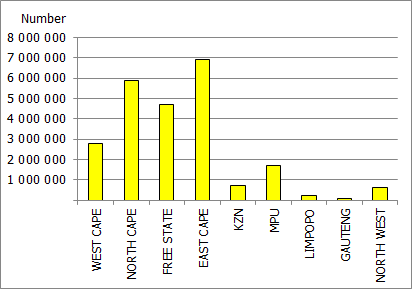 Number
8 000 000
7 000 000
6 000 000
5 000 000
4 000 000
3 000 000
2 000 000
1 000 000
WEST CAPE
NORTH CAPE
FREE STATE
EAST CAPE
KZN
MPU
LIMPOPO
GAUTENG
NORTH WEST